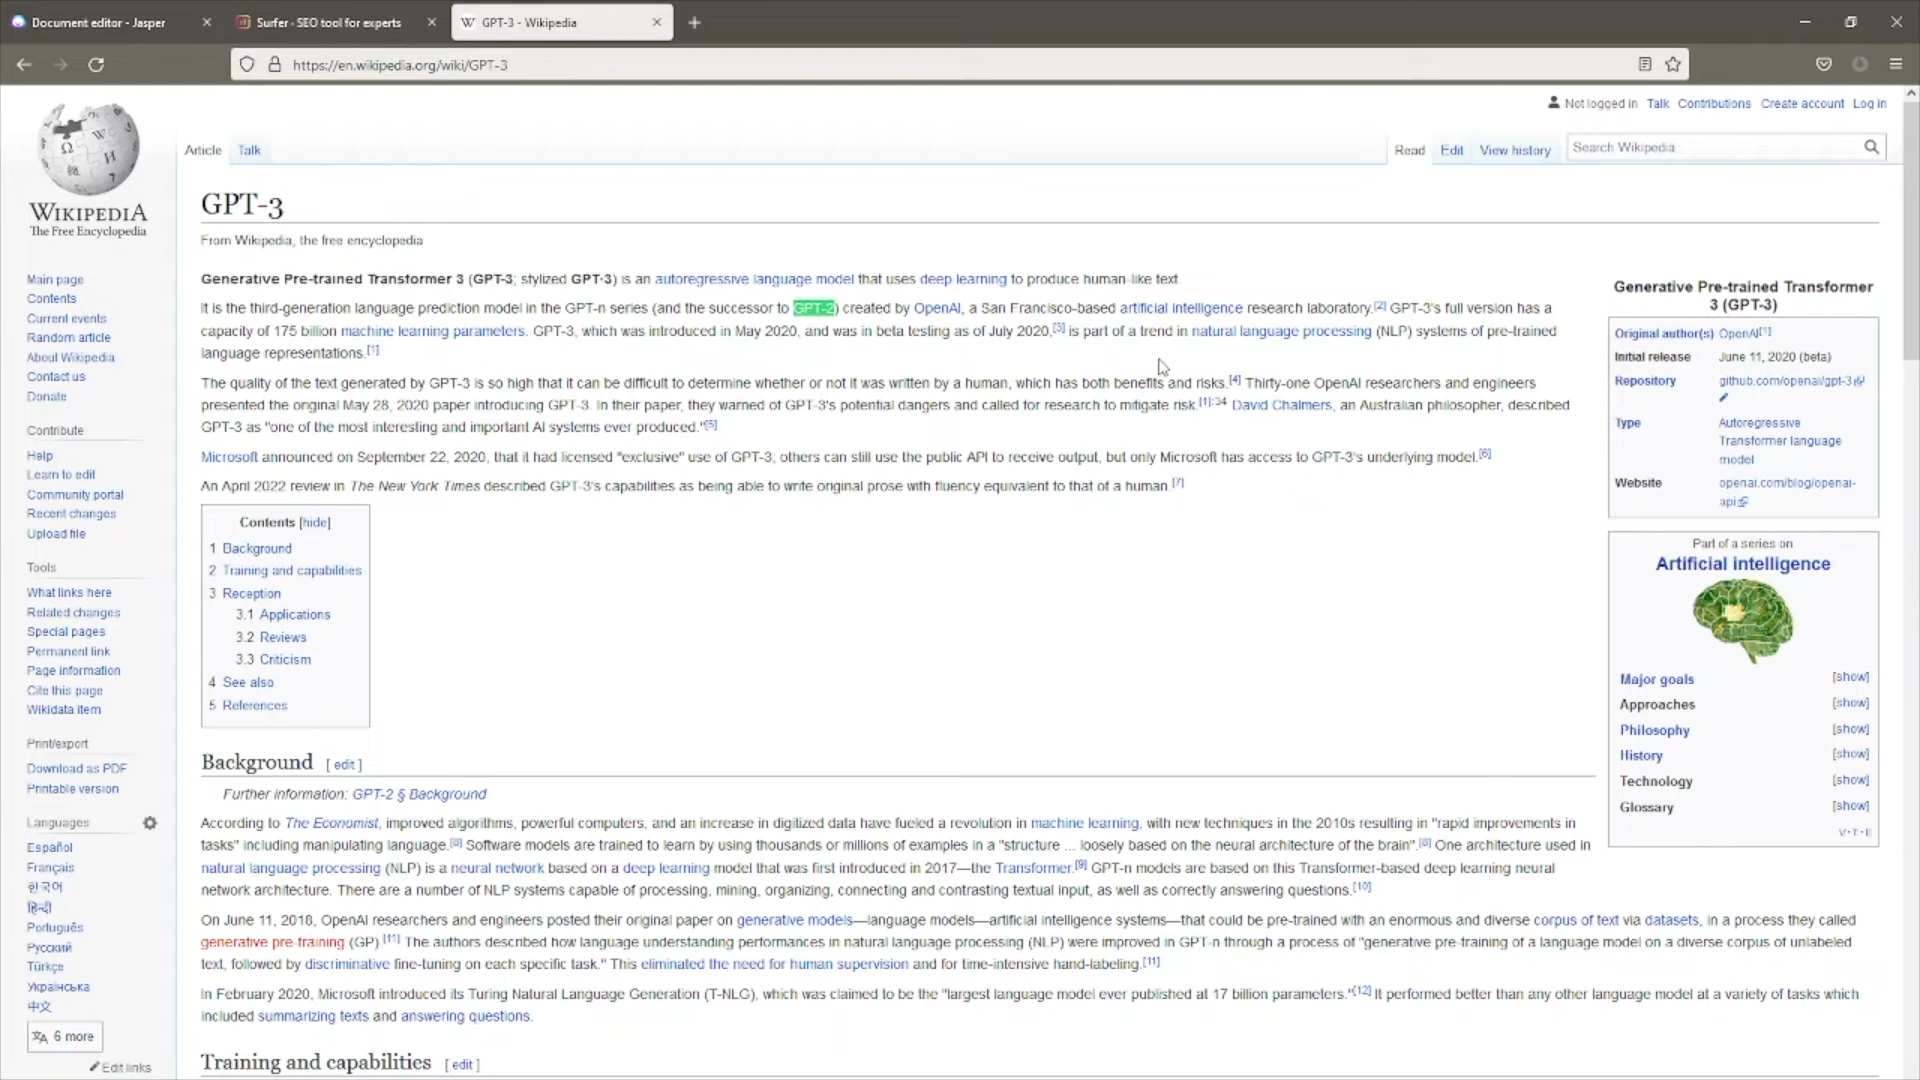 Document editor - Jasper
Surfer - SEO tool for experts
W GPT-3 - Wikipedia
https://en.wikipedia.org/wiki/GPT-3
Not logged in Talk Contributions Create account Log in
Article Talk
Read Edit View history
Search Wikipedia
WIKIPEDIA
The Free Encyclopedia
Main page
Contents
Current events
Random article
About Wikipedia
Contact us
Donate
Contribute
Help
Learn to edit
Community portal
Recent changes
Upload file
Tools
What links here
Related changes
Special pages
Permanent link
Page information
Cite this page
Wikidata item
Print/export
Download as PDF
Printable version
Languages
Español
Français
한국어
हिन्दी
Português
Русский
Türkçe
Українська
中文
6 more
Edit links
GPT-3
From Wikipedia, the free encyclopedia
Generative Pre-trained Transformer 3 (GPT-3; stylized GPT·3) is an autoregressive language model that uses deep learning to produce human-like text.
It is the third-generation language prediction model in the GPT-n series (and the successor to GPT-2) created by OpenAI, a San Francisco-based artificial intelligence research laboratory.[2] GPT-3's full version has a
capacity of 175 billion machine learning parameters. GPT-3, which was introduced in May 2020, and was in beta testing as of July 2020,[3] is part of a trend in natural language processing (NLP) systems of pre-trained
language representations.[1]
The quality of the text generated by GPT-3 is so high that it can be difficult to determine whether or not it was written by a human, which has both benefits and risks.[4] Thirty-one OpenAI researchers and engineers
presented the original May 28, 2020 paper introducing GPT-3. In their paper, they warned of GPT-3's potential dangers and called for research to mitigate risk.[1]:34 David Chalmers, an Australian philosopher, described
GPT-3 as "one of the most interesting and important AI systems ever produced."[5]
Microsoft announced on September 22, 2020, that it had licensed "exclusive" use of GPT-3; others can still use the public API to receive output, but only Microsoft has access to GPT-3's underlying model.[6]
An April 2022 review in The New York Times described GPT-3's capabilities as being able to write original prose with fluency equivalent to that of a human.[7]
Contents [hide]
1 Background
2 Training and capabilities
3 Reception
3.1 Applications
3.2 Reviews
3.3 Criticism
4 See also
5 References
Background [ edit ]
Further information: GPT-2 § Background
According to The Economist, improved algorithms, powerful computers, and an increase in digitized data have fueled a revolution in machine learning, with new techniques in the 2010s resulting in "rapid improvements in
tasks" including manipulating language.[8] Software models are trained to learn by using thousands or millions of examples in a "structure ... loosely based on the neural architecture of the brain".[8] One architecture used in
natural language processing (NLP) is a neural network based on a deep learning model that was first introduced in 2017—the Transformer.[9] GPT-n models are based on this Transformer-based deep learning neural
network architecture. There are a number of NLP systems capable of processing, mining, organizing, connecting and contrasting textual input, as well as correctly answering questions.[10]
On June 11, 2018, OpenAI researchers and engineers posted their original paper on generative models—language models—artificial intelligence systems—that could be pre-trained with an enormous and diverse corpus of text via datasets, in a process they called
generative pre-training (GP).[11] The authors described how language understanding performances in natural language processing (NLP) were improved in GPT-n through a process of "generative pre-training of a language model on a diverse corpus of unlabeled
text, followed by discriminative fine-tuning on each specific task." This eliminated the need for human supervision and for time-intensive hand-labeling.[11]
In February 2020, Microsoft introduced its Turing Natural Language Generation (T-NLG), which was claimed to be the "largest language model ever published at 17 billion parameters."[12] It performed better than any other language model at a variety of tasks which
included summarizing texts and answering questions.
Training and capabilities [ edit ]
Generative Pre-trained Transformer
3 (GPT-3)
Original author(s) OpenAI[1]
Initial release June 11, 2020 (beta)
Repository github.com/openai/gpt-3
Type Autoregressive
Transformer language
model
Website openai.com/blog/openai-
api
Part of a series on
Artificial intelligence
Major goals [show]
Approaches [show]
Philosophy [show]
History [show]
Technology [show]
Glossary [show]
V·T·E